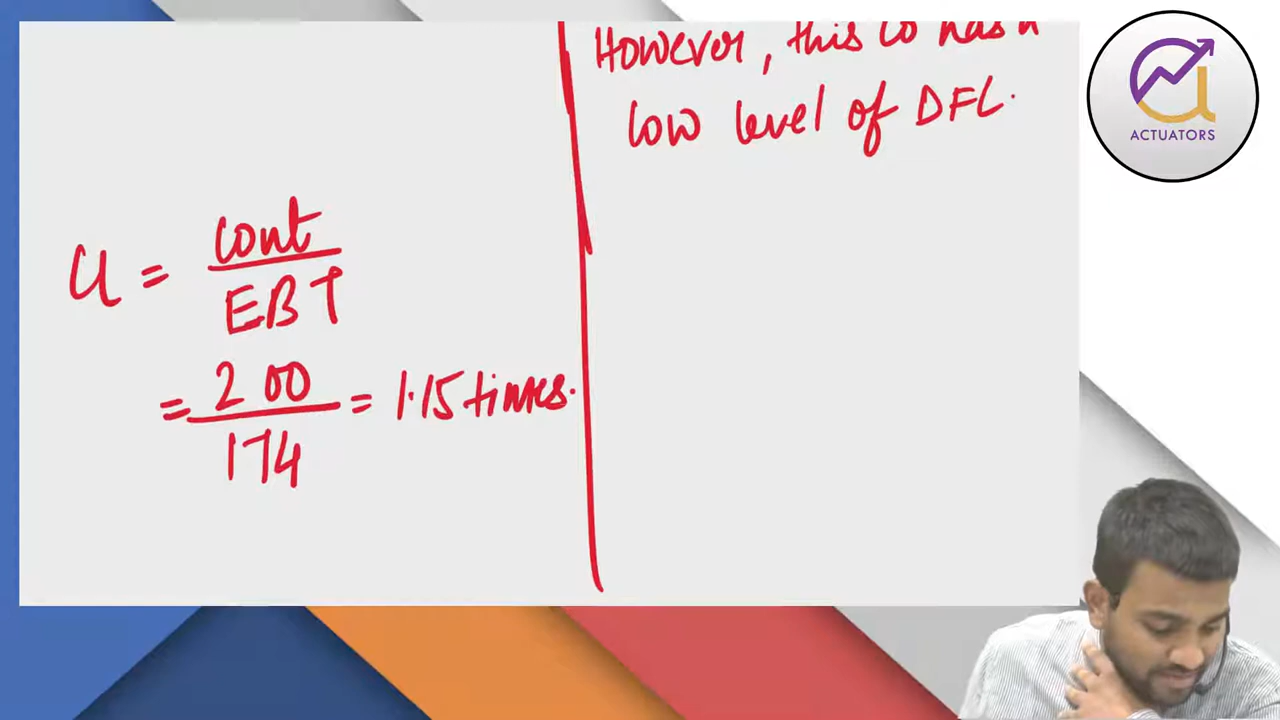 However, this co has a
low level of DFL.
ACTUATORS
CL = cont
EBT
= 200 = 1.15 times.
174